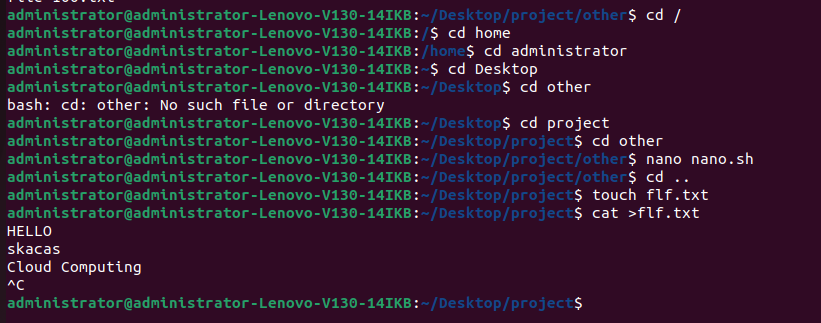 administrator@administrator-Lenovo-V130-14IKB:~/Desktop/project/other$ cd /
administrator@administrator-Lenovo-V130-14IKB:/$ cd home
administrator@administrator-Lenovo-V130-14IKB:/home$ cd administrator
administrator@administrator-Lenovo-V130-14IKB:~$ cd Desktop
administrator@administrator-Lenovo-V130-14IKB:~/Desktop$ cd other
bash: cd: other: No such file or directory
administrator@administrator-Lenovo-V130-14IKB:~/Desktop$ cd project
administrator@administrator-Lenovo-V130-14IKB:~/Desktop/project$ cd other
administrator@administrator-Lenovo-V130-14IKB:~/Desktop/project/other$ nano nano.sh
administrator@administrator-Lenovo-V130-14IKB:~/Desktop/project/other$ cd ..
administrator@administrator-Lenovo-V130-14IKB:~/Desktop/project$ touch flf.txt
administrator@administrator-Lenovo-V130-14IKB:~/Desktop/project$ cat >flf.txt
HELLO
skacas
Cloud Computing
^C
administrator@administrator-Lenovo-V130-14IKB:~/Desktop/project$